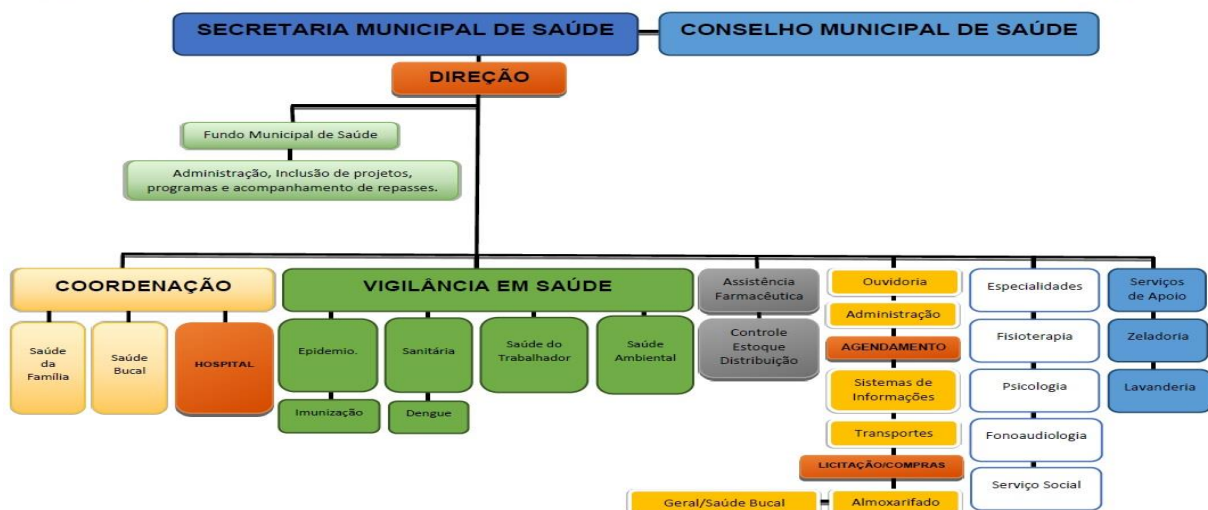 SECRETARIA MUNICIPAL DE SAÚDE
CONSELHO MUNICIPAL DE SAÚDE
DIREÇÃO
Fundo Municipal de Saúde
Administração, Inclusão de projetos,
programas e acompanhamento de repasses.
COORDENAÇÃO
Saúde
da
Família
Saúde
Bucal
HOSPITAL
VIGILÂNCIA EM SAÚDE
Epidemio.
Sanitária
Saúde do
Trabalhador
Saúde
Ambiental
Imunização
Dengue
Assistência
Farmacêutica
Controle
Estoque
Distribuição
Ouvidoria
Administração
AGENDAMENTO
Sistemas de
Informações
Transportes
LICITAÇÃO/COMPRAS
Almoxarifado
Geral/Saúde Bucal
Especialidades
Fisioterapia
Psicologia
Fonoaudiologia
Serviço Social
Serviços
de Apoio
Zeladoria
Lavanderia